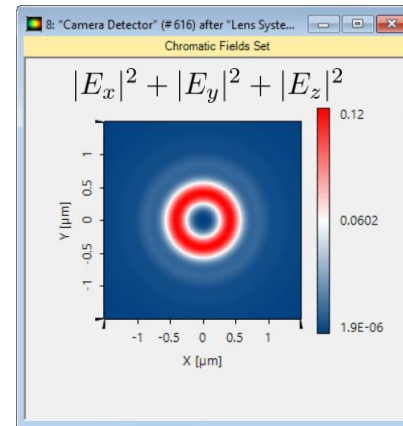 8: "Camera Detector" (# 616) after "Lens Syste...
Chromatic Fields Set
|E_x|^2 + |E_y|^2 + |E_z|^2
0.12
0.0602
1.9E-06
Y [µm]
1
0.5
0
-0.5
-1
-1 -0.5 0 0.5 1
X [µm]